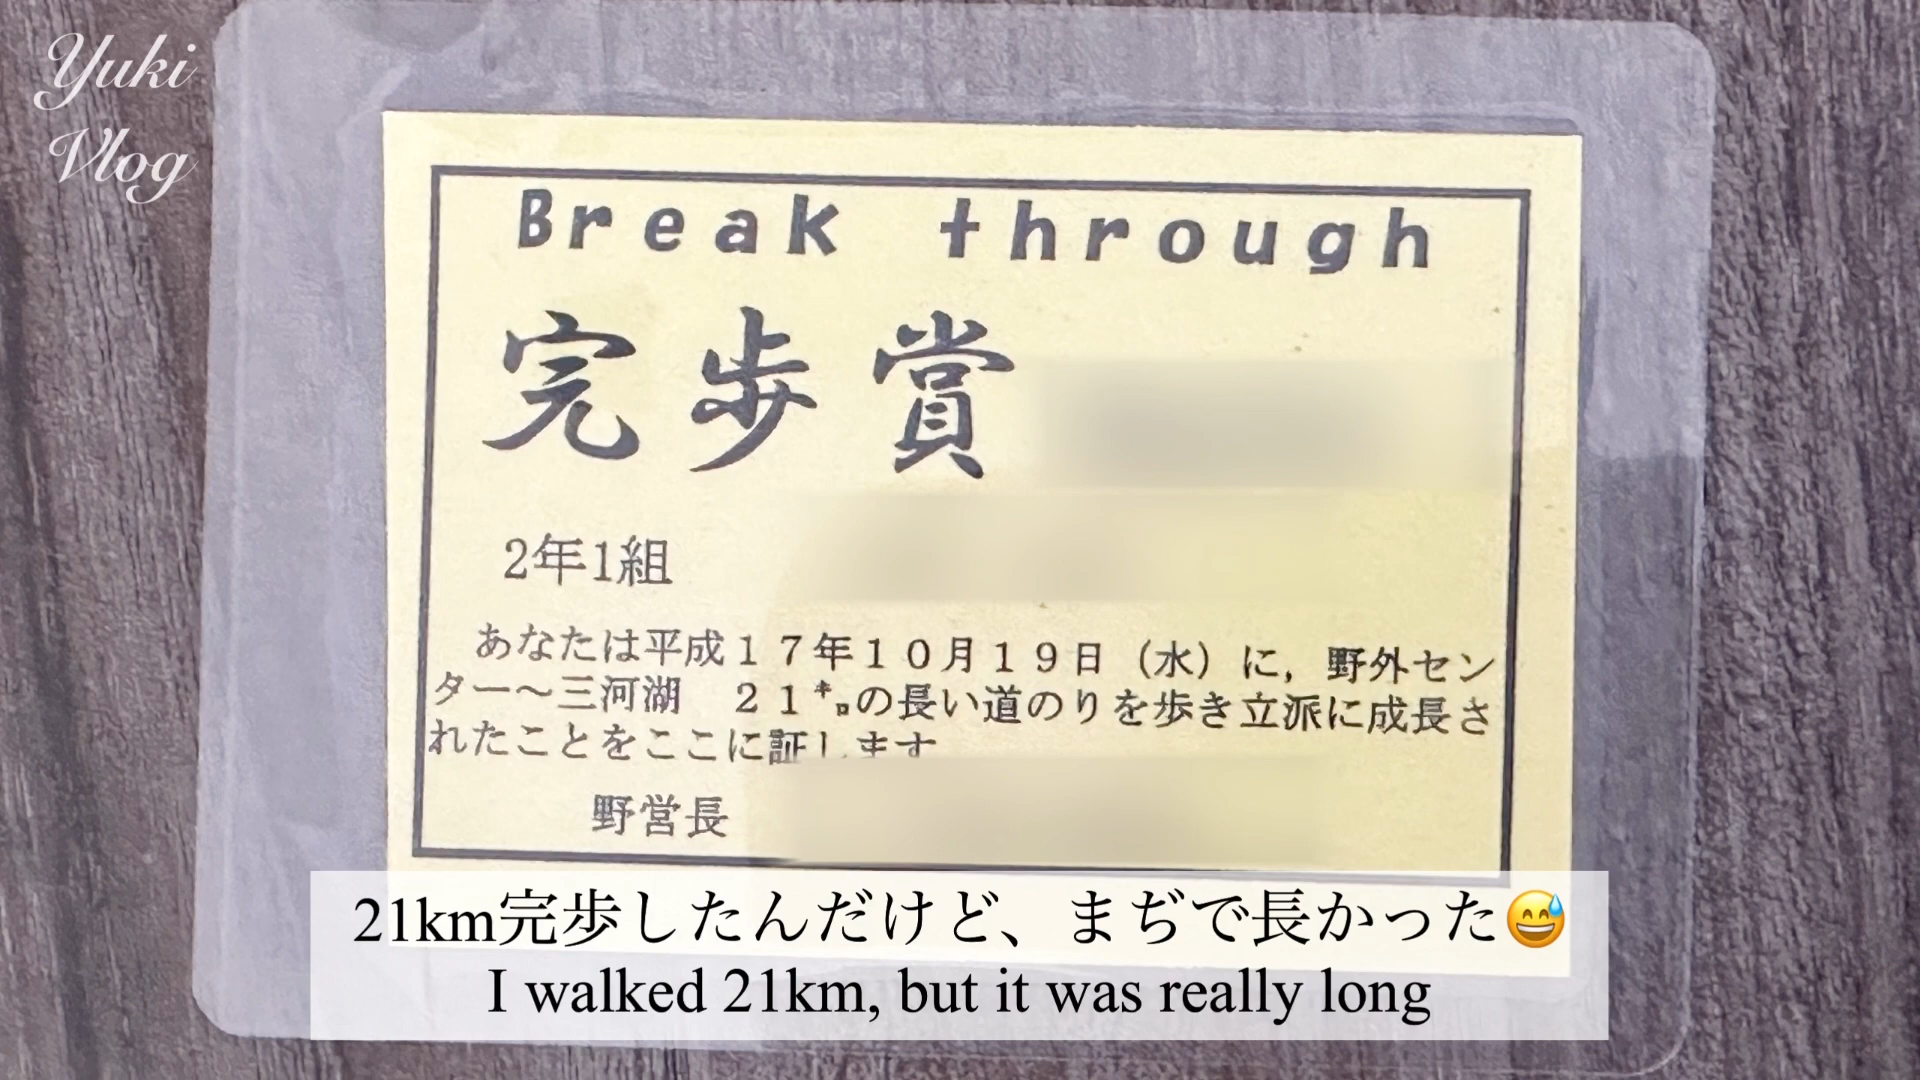 Yuki
Vlog
Break through
完歩賞
2年1組
あなたは平成17年10月19日（水）に，野外セン
ター～三河湖　21㌔の長い道のりを歩き立派に成長さ
れたことをここに証します
野営長
21km完歩したんだけど、まぢで長かった😅
I walked 21km, but it was really long